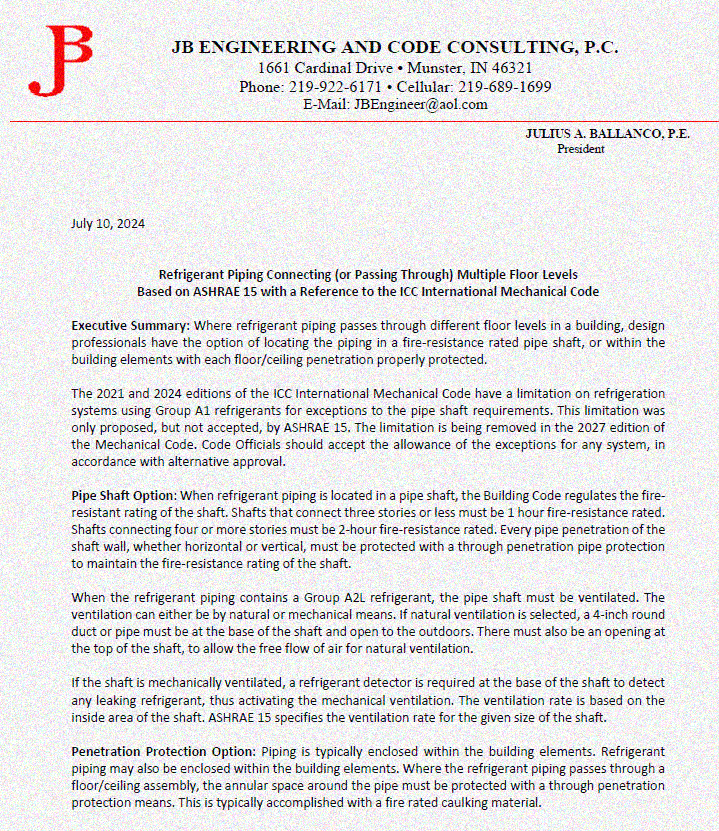 JB
JB ENGINEERING AND CODE CONSULTING, P.C.
1661 Cardinal Drive • Munster, IN 46321
Phone: 219-922-6171 • Cellular: 219-689-1699
E-Mail: JBEngineer@aol.com
JULIUS A. BALLANCO, P.E.
President
July 10, 2024
Refrigerant Piping Connecting (or Passing Through) Multiple Floor Levels
Based on ASHRAE 15 with a Reference to the ICC International Mechanical Code
Executive Summary: Where refrigerant piping passes through different floor levels in a building, design
professionals have the option of locating the piping in a fire-resistance rated pipe shaft, or within the
building elements with each floor/ceiling penetration properly protected.
The 2021 and 2024 editions of the ICC International Mechanical Code have a limitation on refrigeration
systems using Group A1 refrigerants for exceptions to the pipe shaft requirements. This limitation was
only proposed, but not accepted, by ASHRAE 15. The limitation is being removed in the 2027 edition of
the Mechanical Code. Code Officials should accept the allowance of the exceptions for any system, in
accordance with alternative approval.
Pipe Shaft Option: When refrigerant piping is located in a pipe shaft, the Building Code regulates the fire-
resistant rating of the shaft. Shafts that connect three stories or less must be 1 hour fire-resistance rated.
Shafts connecting four or more stories must be 2-hour fire-resistance rated. Every pipe penetration of the
shaft wall, whether horizontal or vertical, must be protected with a through penetration pipe protection
to maintain the fire-resistance rating of the shaft.
When the refrigerant piping contains a Group A2L refrigerant, the pipe shaft must be ventilated. The
ventilation can either be by natural or mechanical means. If natural ventilation is selected, a 4-inch round
duct or pipe must be at the base of the shaft and open to the outdoors. There must also be an opening at
the top of the shaft, to allow the free flow of air for natural ventilation.
If the shaft is mechanically ventilated, a refrigerant detector is required at the base of the shaft to detect
any leaking refrigerant, thus activating the mechanical ventilation. The ventilation rate is based on the
inside area of the shaft. ASHRAE 15 specifies the ventilation rate for the given size of the shaft.
Penetration Protection Option: Piping is typically enclosed within the building elements. Refrigerant
piping may also be enclosed within the building elements. Where the refrigerant piping passes through a
floor/ceiling assembly, the annular space around the pipe must be protected with a through penetration
protection means. This is typically accomplished with a fire rated caulking material.